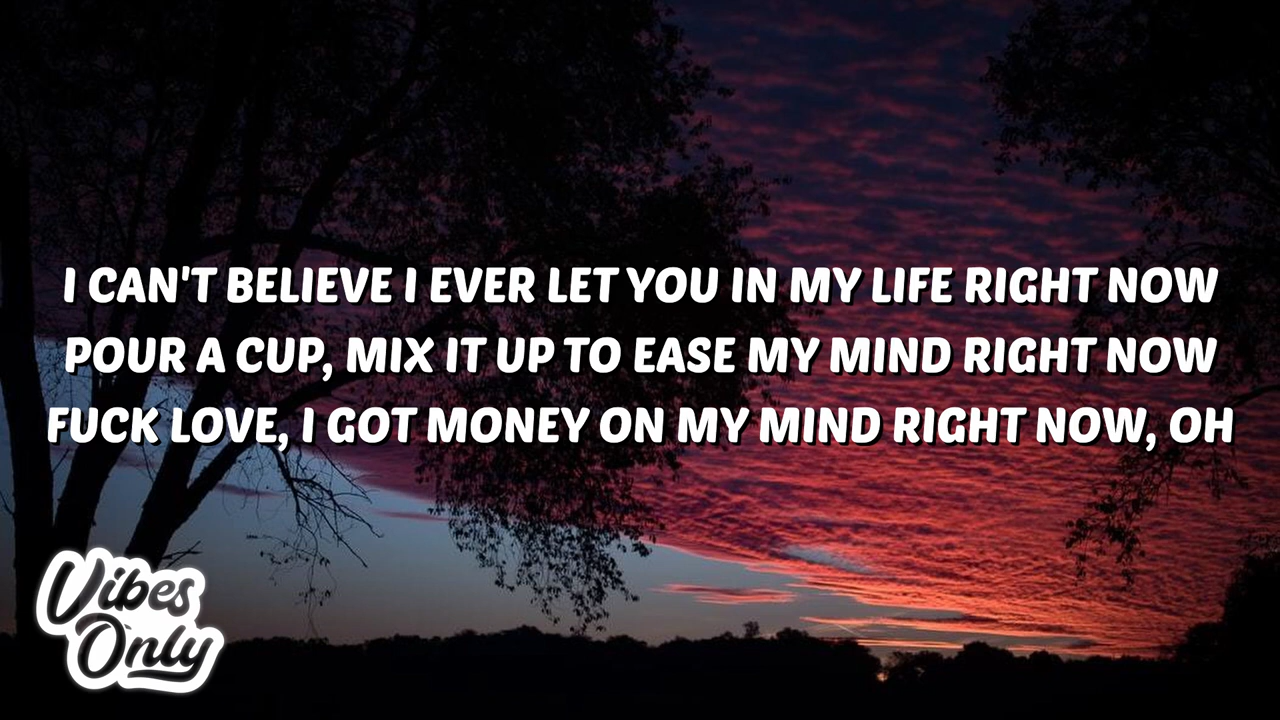 I CAN'T BELIEVE I EVER LET YOU IN MY LIFE RIGHT NOW
POUR A CUP, MIX IT UP TO EASE MY MIND RIGHT NOW
FUCK LOVE, I GOT MONEY ON MY MIND RIGHT NOW, OH
Vibes
Only